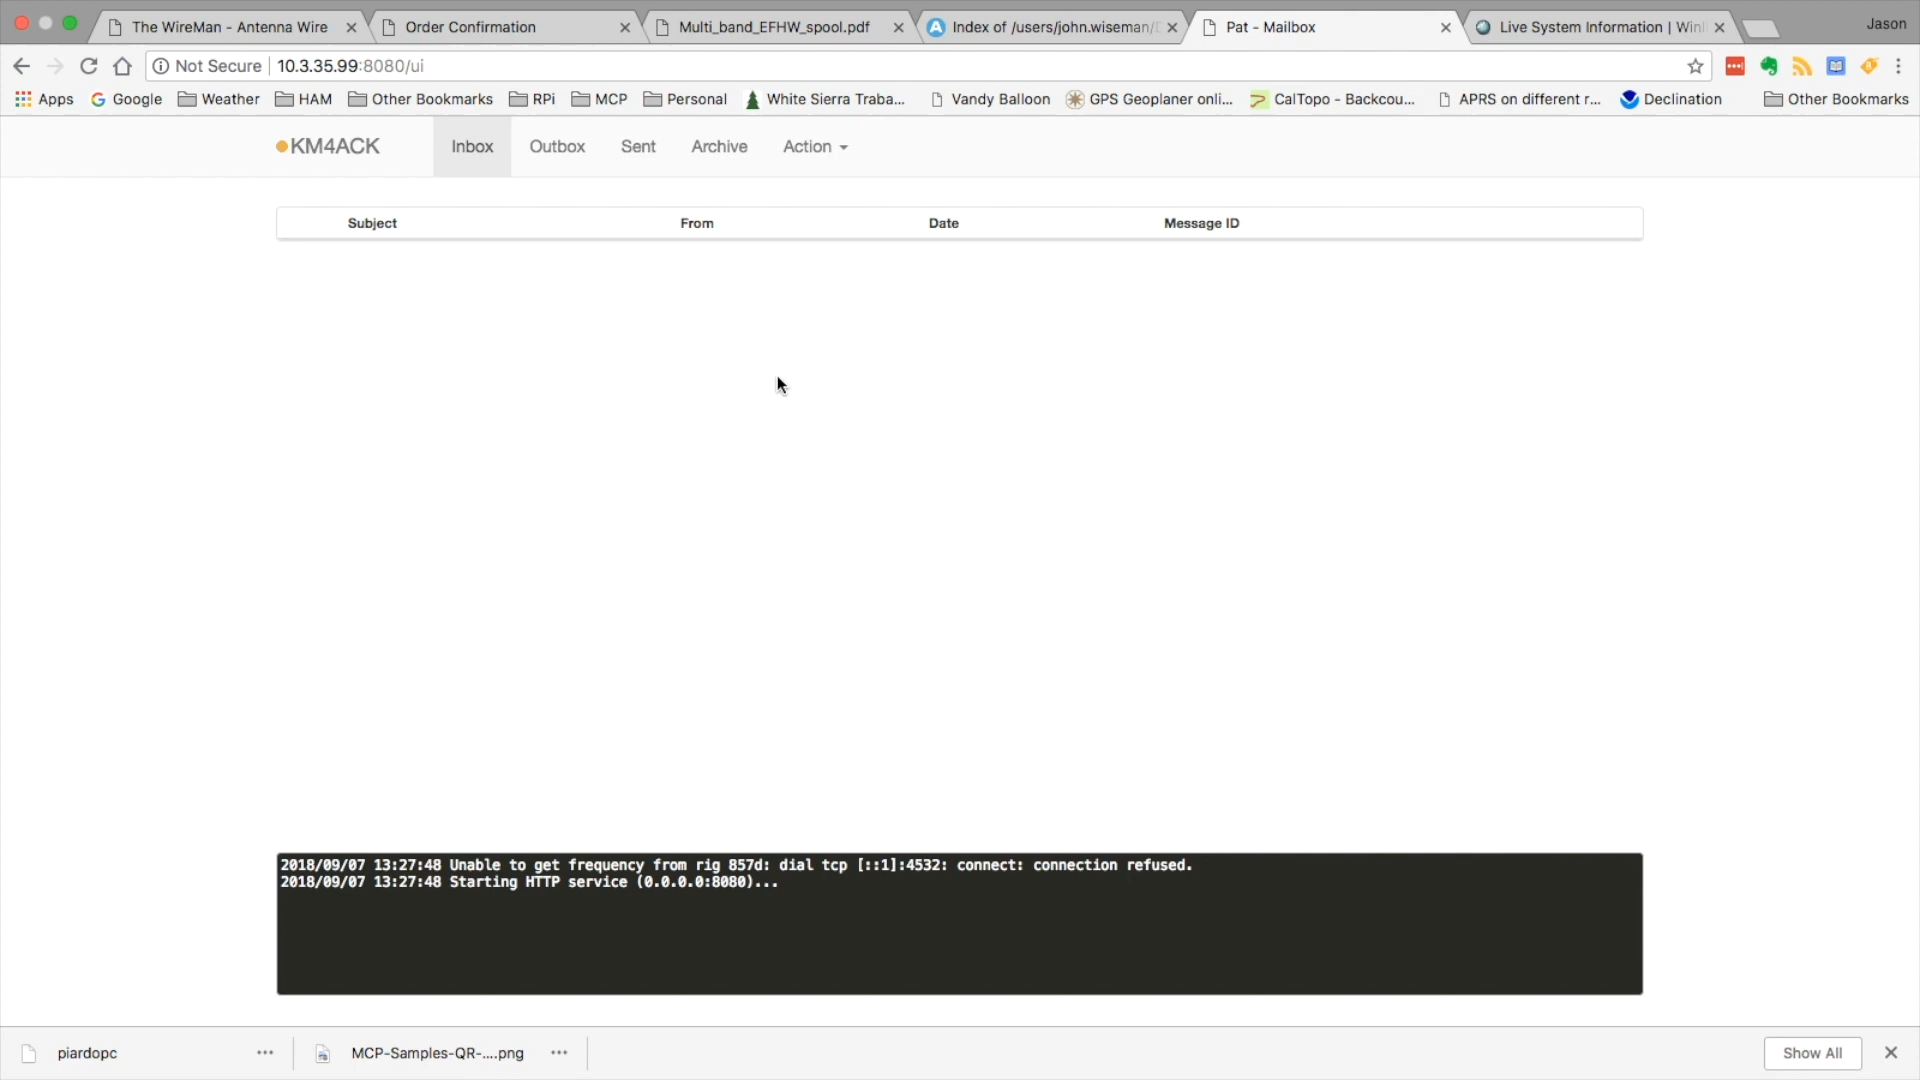 The WireMan - Antenna Wire
Order Confirmation
Multi_band_EFHW_spool.pdf
Index of /users/john.wiseman/
Pat - Mailbox
Live System Information | Winl
Jason
Not Secure | 10.3.35.99:8080/ui
Apps
Google
Weather
HAM
Other Bookmarks
RPi
MCP
Personal
White Sierra Traba...
Vandy Balloon
GPS Geoplaner onli...
CalTopo - Backcou...
APRS on different r...
Declination
Other Bookmarks
KM4ACK
Inbox
Outbox
Sent
Archive
Action
Subject
From
Date
Message ID
2018/09/07 13:27:48 Unable to get frequency from rig 857d: dial tcp [::1]:4532: connect: connection refused.
2018/09/07 13:27:48 Starting HTTP service (0.0.0.0:8080)...
piardopc
MCP-Samples-QR-....png
Show All